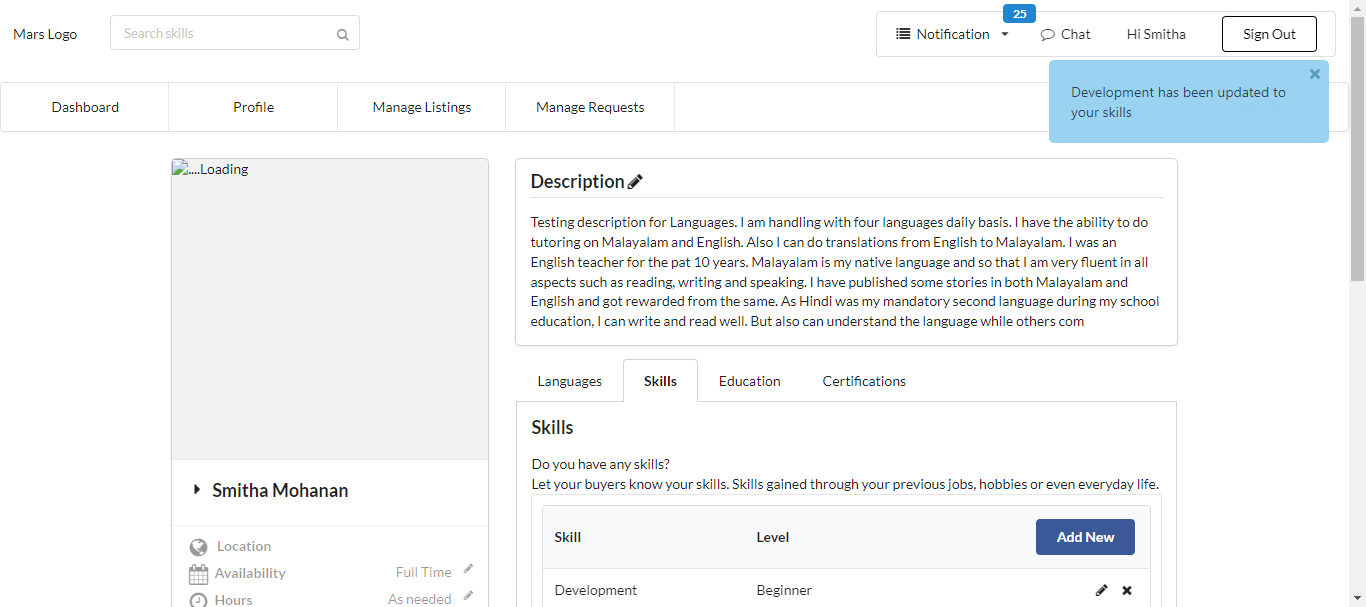 Mars Logo
Search skills
25
Notification
Chat
Hi Smitha
Sign Out
Development has been updated to
your skills
Dashboard
Profile
Manage Listings
Manage Requests
....Loading
Description
Testing description for Languages. I am handling with four languages daily basis. I have the ability to do
tutoring on Malayalam and English. Also I can do translations from English to Malayalam. I was an
English teacher for the pat 10 years. Malayalam is my native language and so that I am very fluent in all
aspects such as reading, writing and speaking. I have published some stories in both Malayalam and
English and got rewarded from the same. As Hindi was my mandatory second language during my school
education, I can write and read well. But also can understand the language while others com
Languages
Skills
Education
Certifications
Skills
Do you have any skills?
Let your buyers know your skills. Skills gained through your previous jobs, hobbies or even everyday life.
Skill
Level
Add New
Development
Beginner
Smitha Mohanan
Location
Availability
Full Time
Hours
As needed